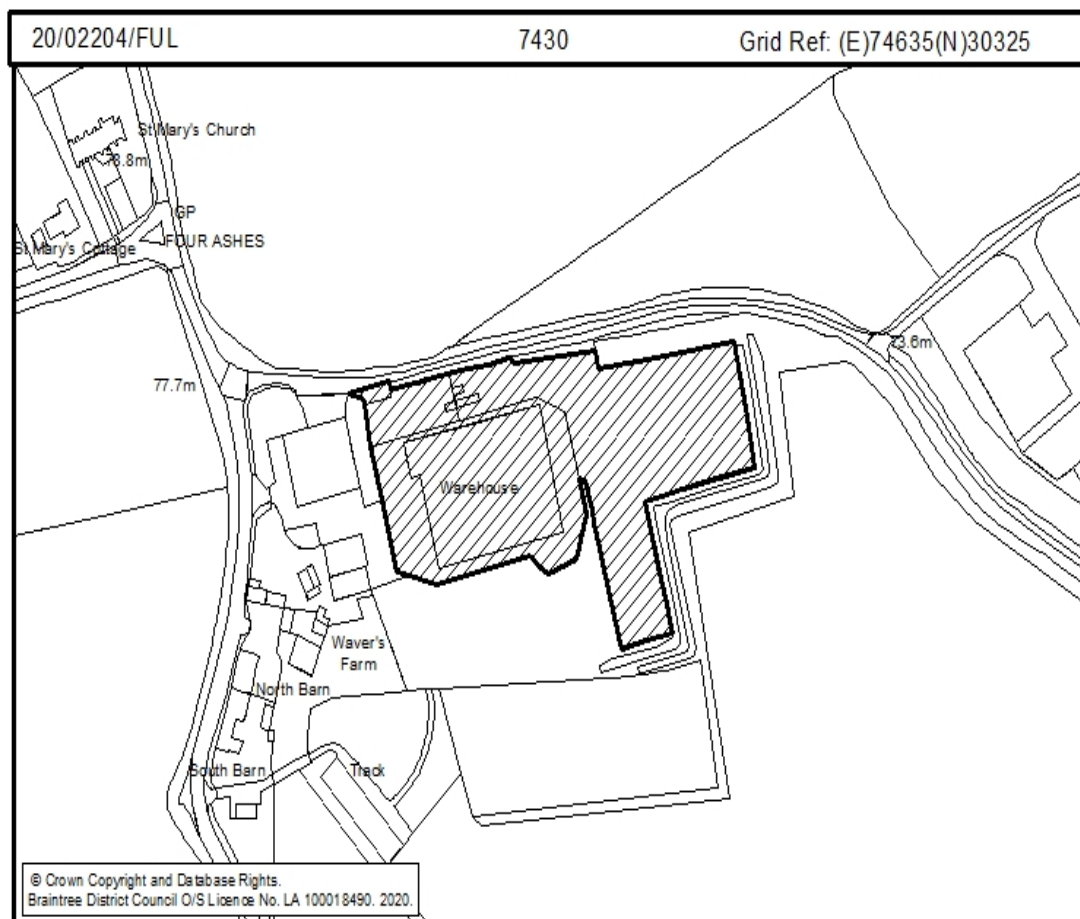 20/02204/FUL 7430 Grid Ref: (E)74635(N)30325
St Mary's Church
78.8m
GP
FOUR ASHES
St Mary's Cottage
73.6m
77.7m
Warehouse
Waver's
Farm
North Barn
South Barn
Track
© Crown Copyright and Database Rights.
Braintree District Council O/S Licence No. LA 100018490. 2020.